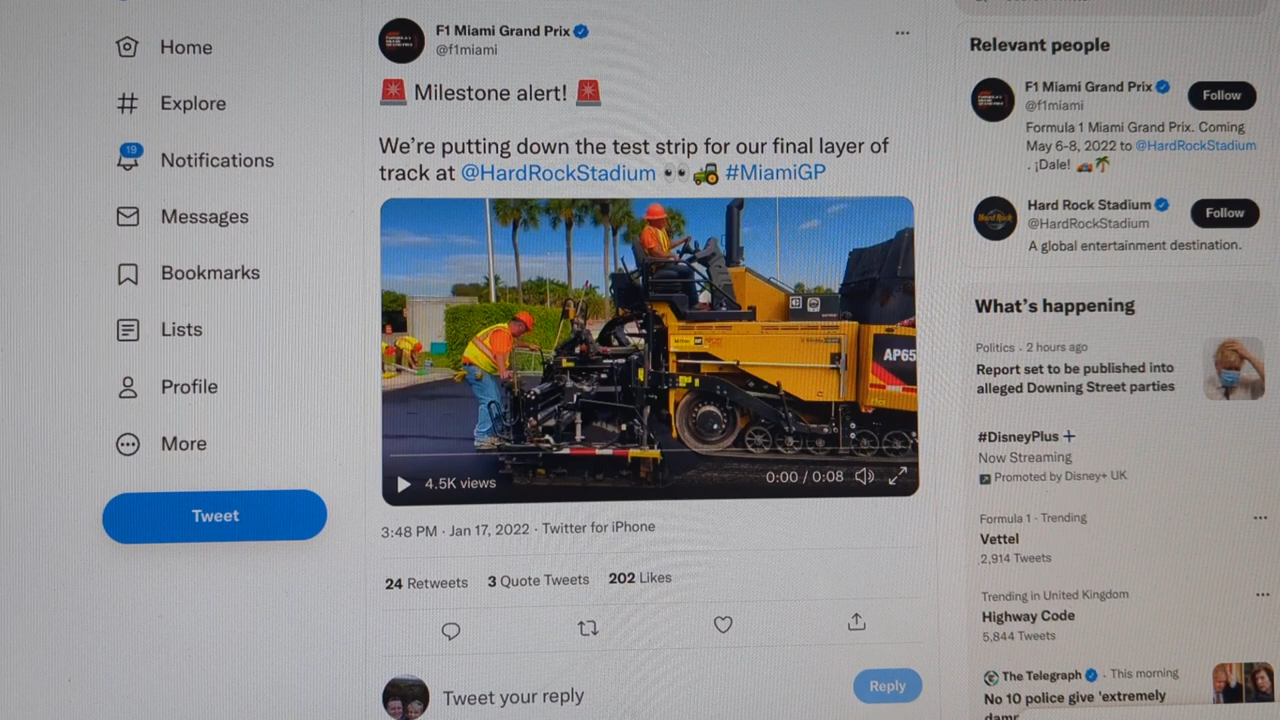 Home
Explore
19
Notifications
Messages
Bookmarks
Lists
Profile
More
Tweet
F1 Miami Grand Prix
@f1miami
Milestone alert!
We're putting down the test strip for our final layer of
track at @HardRockStadium #MiamiGP
AP65
4.5K views
0:00 / 0:08
3:48 PM · Jan 17, 2022 · Twitter for iPhone
24 Retweets 3 Quote Tweets 202 Likes
Tweet your reply
Reply
Relevant people
F1 Miami Grand Prix
@f1miami
Follow
Formula 1 Miami Grand Prix. Coming
May 6-8, 2022 to @HardRockStadium
. ¡Dale!
Hard Rock Stadium
@HardRockStadium
Follow
A global entertainment destination.
What's happening
Politics · 2 hours ago
Report set to be published into
alleged Downing Street parties
#DisneyPlus
Now Streaming
Promoted by Disney+ UK
Formula 1 · Trending
Vettel
2,914 Tweets
Trending in United Kingdom
Highway Code
5,844 Tweets
The Telegraph · This morning
No 10 police give 'extremely